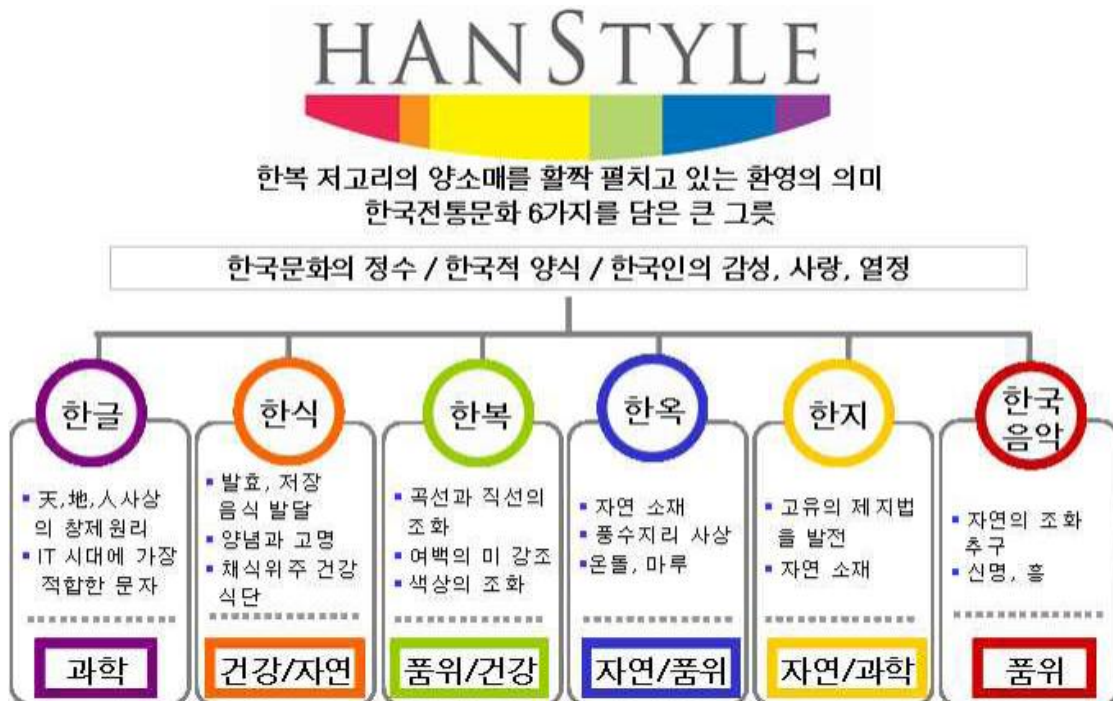 HANSTYLE
한복 저고리의 양소매를 활짝 펼치고 있는 환영의 의미
한국전통문화 6가지를 담은 큰 그릇
한국문화의 정수 / 한국적 양식 / 한국인의 감성, 사랑, 열정
한글
▪ 天,地,人사상
의 창제원리
▪ IT 시대에 가장
적합한 문자
과학
한식
▪ 발효, 저장
음식 발달
▪ 양념과 고명
▪ 채식위주 건강
식단
건강/자연
한복
▪ 곡선과 직선의
조화
▪ 여백의 미 강조
▪ 색상의 조화
품위/건강
한옥
▪ 자연 소재
▪ 풍수지리 사상
▪온돌, 마루
자연/품위
한지
▪ 고유의 제지법
을 발전
▪ 자연 소재
자연/과학
한국
음악
▪ 자연의 조화
추구
▪ 신명, 흥
품위